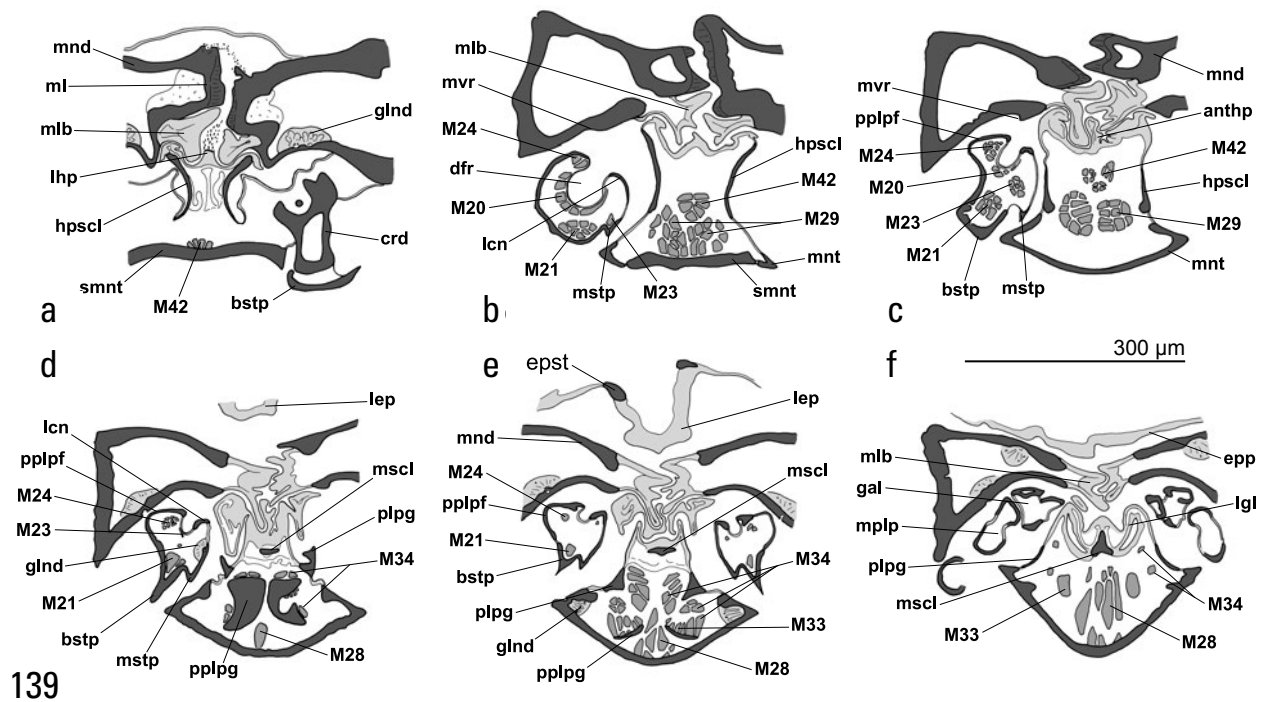 mnd
ml
mlb
lhp
hpscl
smnt
M42
bstp
crd
glnd
a
mlb
mvr
M24
dfr
M20
lcn
M21
mstp
M23
smnt
mnt
M29
M42
hpscl
b
mvr
pplpf
M24
M20
M23
M21
bstp
mstp
mnt
M29
hpscl
M42
anthp
mnd
c
d
lep
lcn
pplpf
M24
M23
glnd
M21
bstp
mstp
pplpg
M28
M34
plpg
mscl
e
epst
lep
mnd
M24
pplpf
M21
bstp
plpg
glnd
pplpg
M28
M33
M34
mscl
f
300 µm
epp
mlb
gal
mplp
plpg
mscl
M33
M28
M34
lgl
139